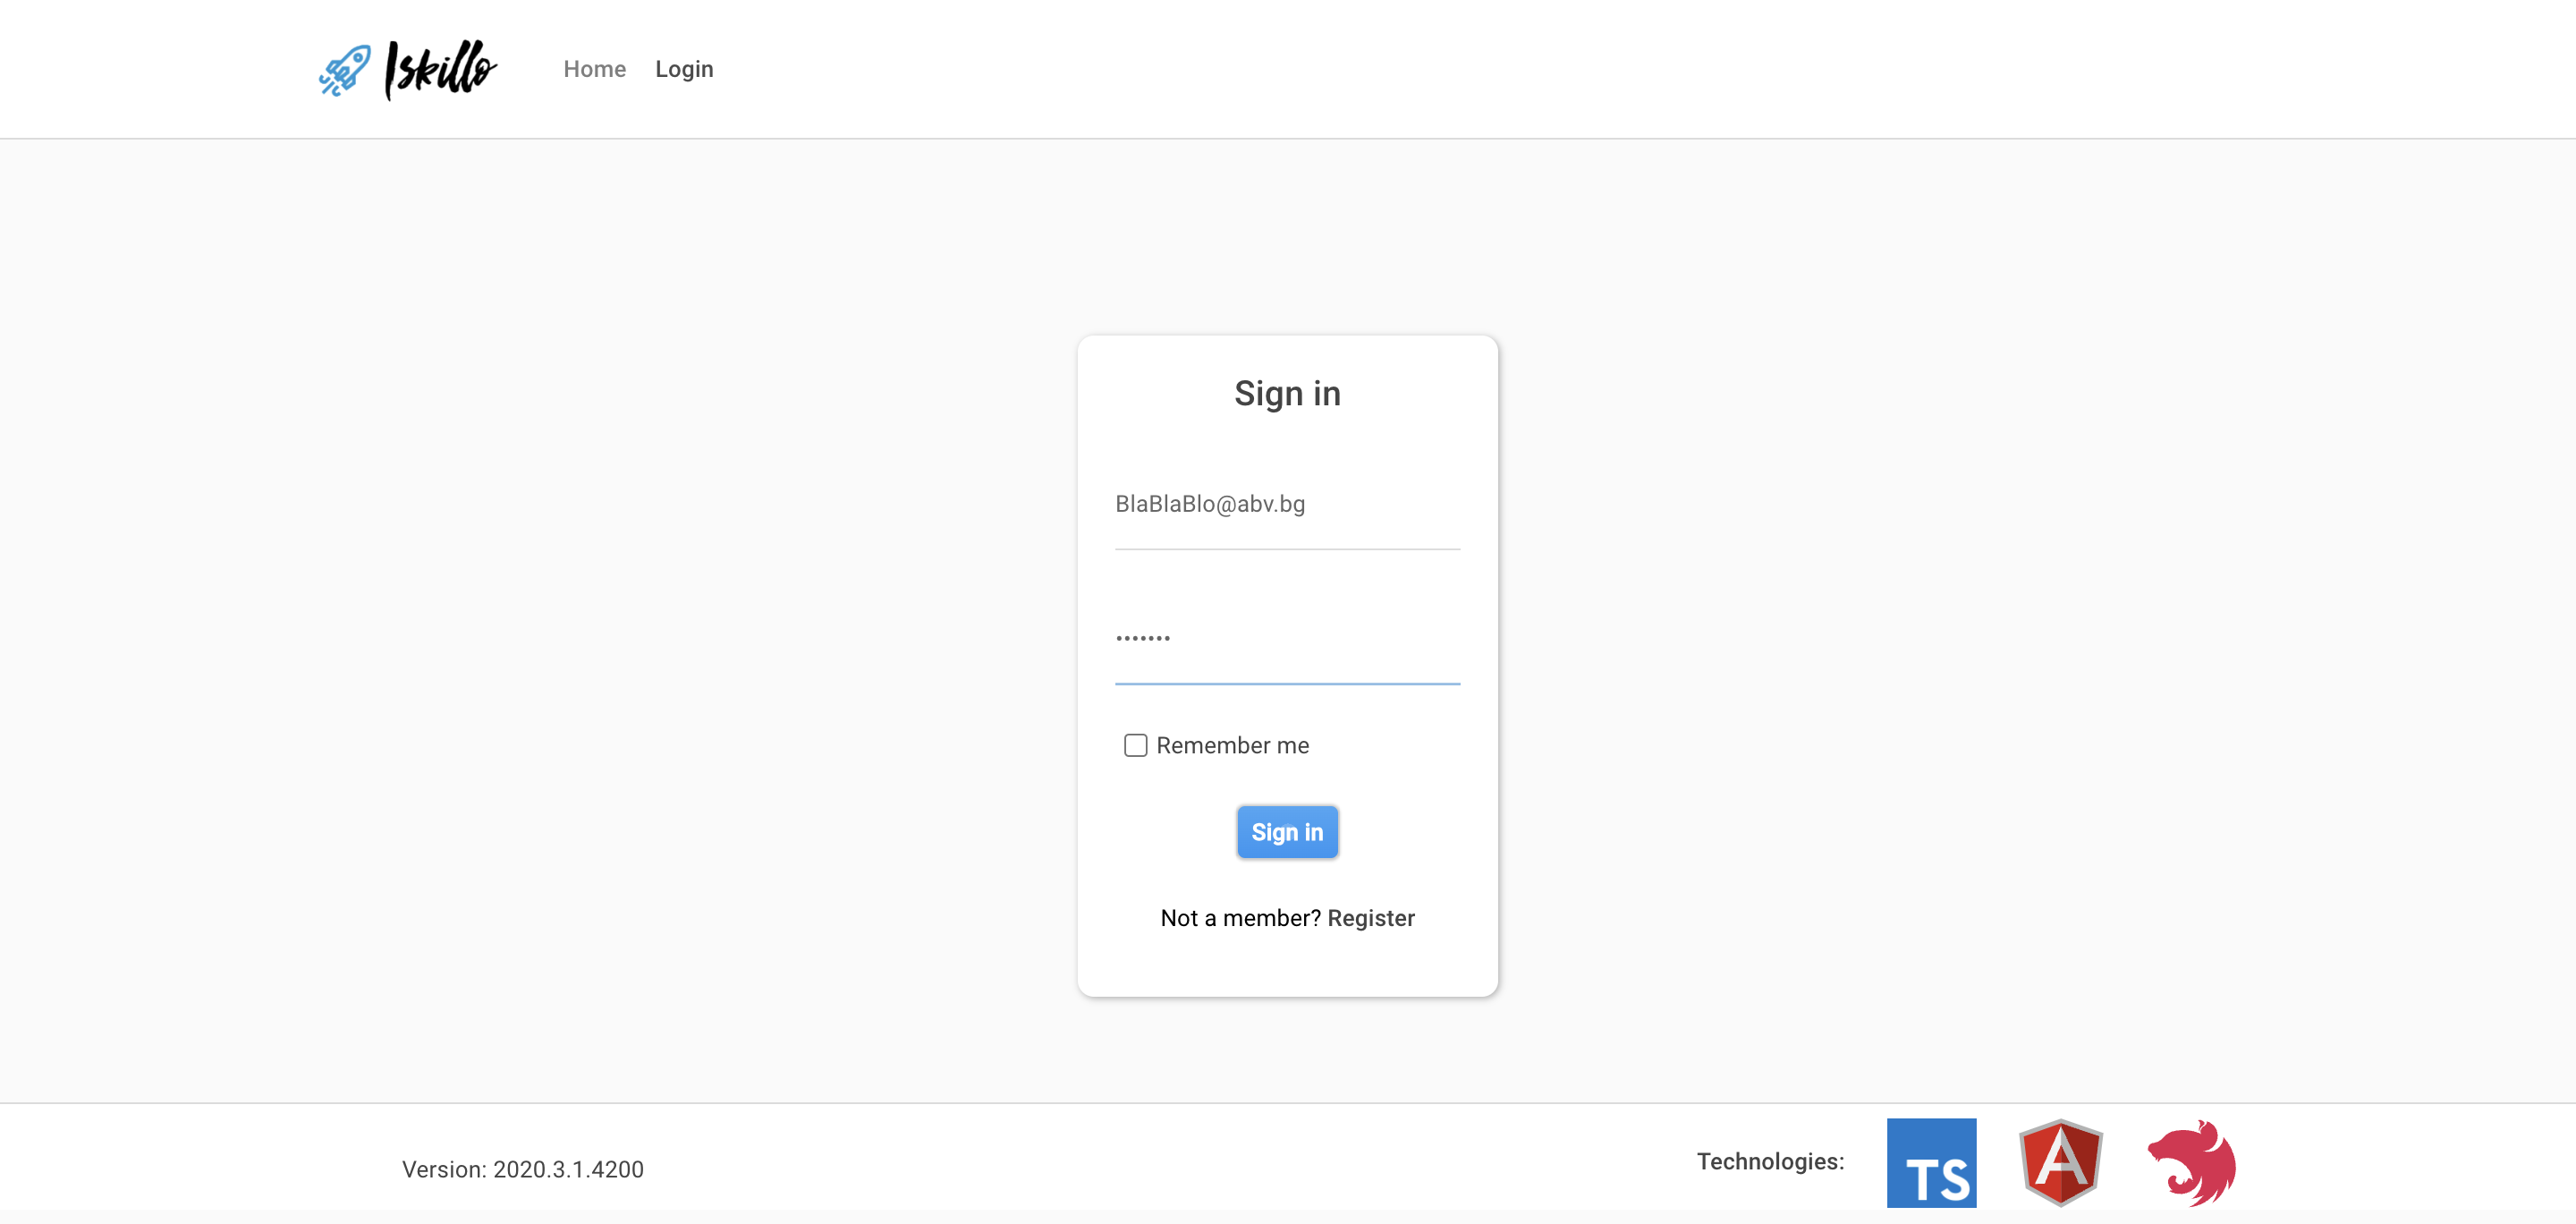 Iskillo Home Login
Sign in
BlaBlaBlo@abv.bg
•••••••
Remember me
Sign in
Not a member? Register
Version: 2020.3.1.4200
Technologies: TS A